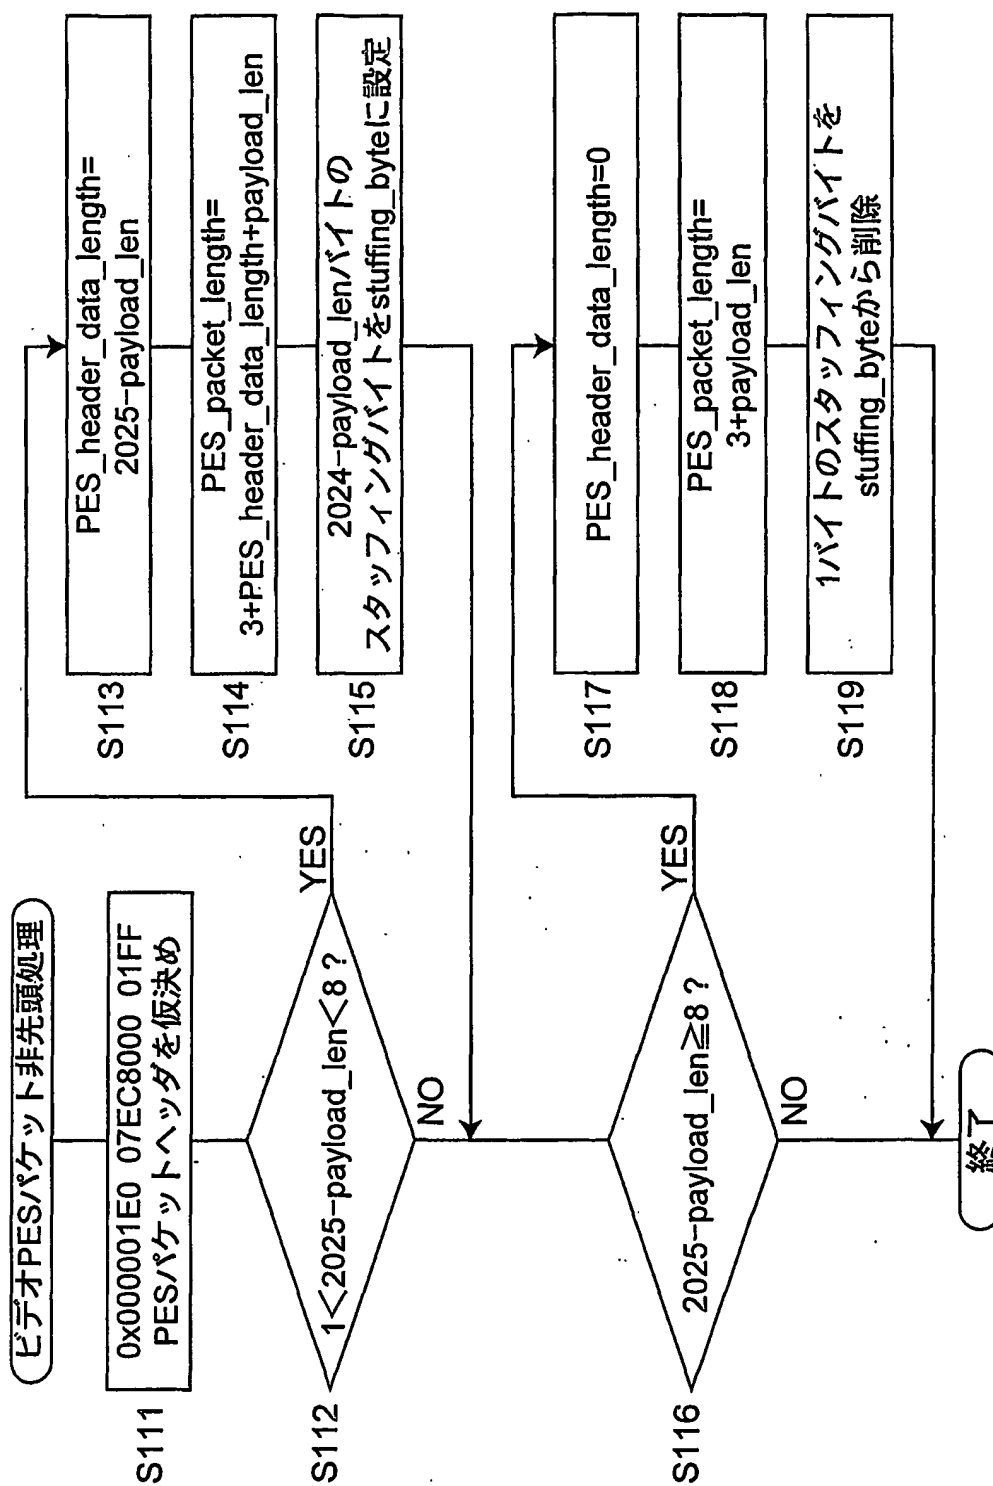 ビデオPESパケット非先頭処理
S111
0x000001E0 07EC8000 01FF
PESパケットヘッダを仮決め
S112
1<2025-payload_len<8?
YES
NO
S113
PES_header_data_length=
2025-payload_len
S114
PES_packet_length=
3+PES_header_data_length+payload_len
S115
2024-payload_lenバイトの
スタッフィングバイトをstuffing_byteに設定
S116
2025-payload_len≧8?
YES
NO
S117
PES_header_data_length=0
S118
PES_packet_length=
3+payload_len
S119
1バイトのスタッフィングバイトを
stuffing_byteから削除
終了